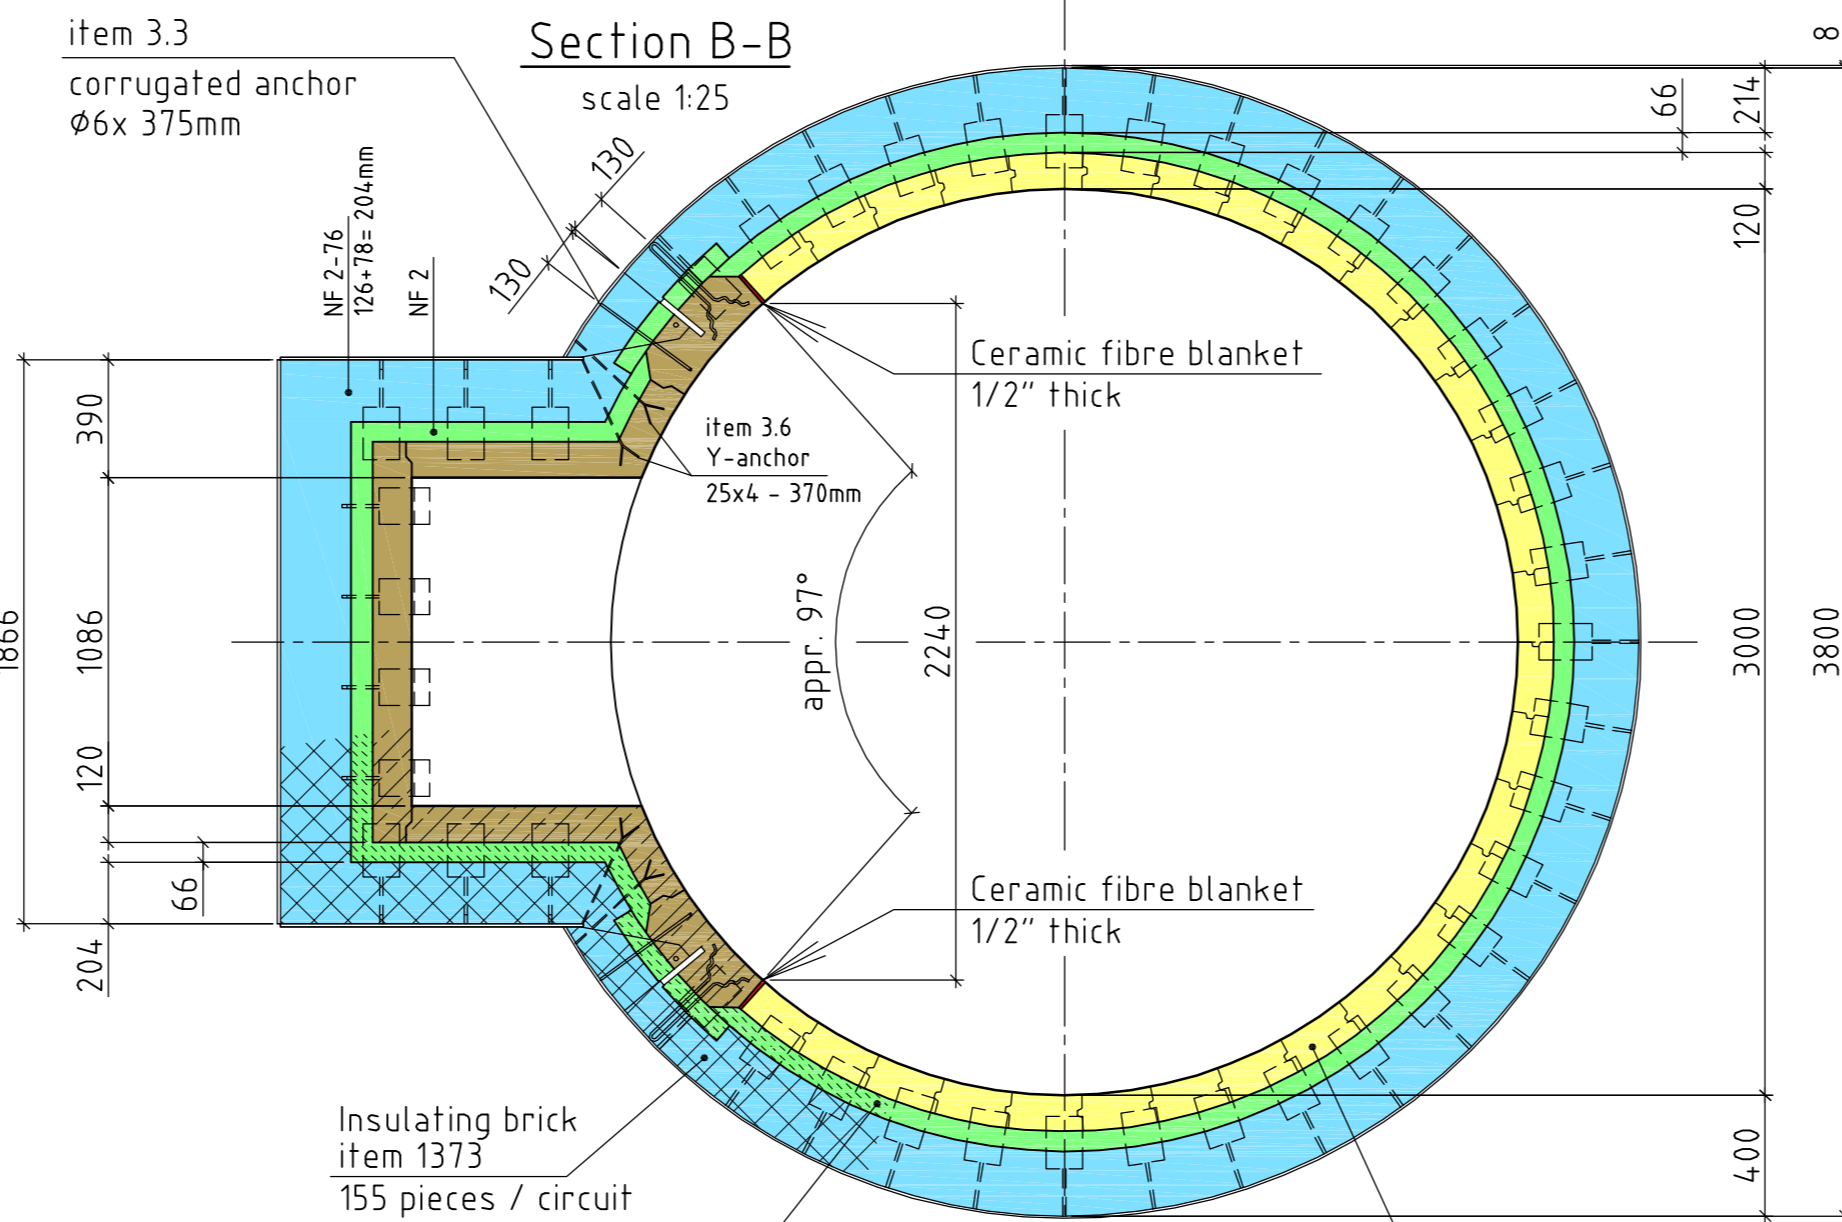 item 3.3
corrugated anchor
Ø6x 375mm
Section B-B
scale 1:25
130
130
NF 2-76
126+78= 204mm
NF 2
8
66
214
120
Ceramic fibre blanket
1/2" thick
item 3.6
Y-anchor
25x4 - 370mm
390
1866
1086
120
66
204
appr. 97°
2240
3000
3800
Ceramic fibre blanket
1/2" thick
Insulating brick
item 1373
155 pieces / circuit
400